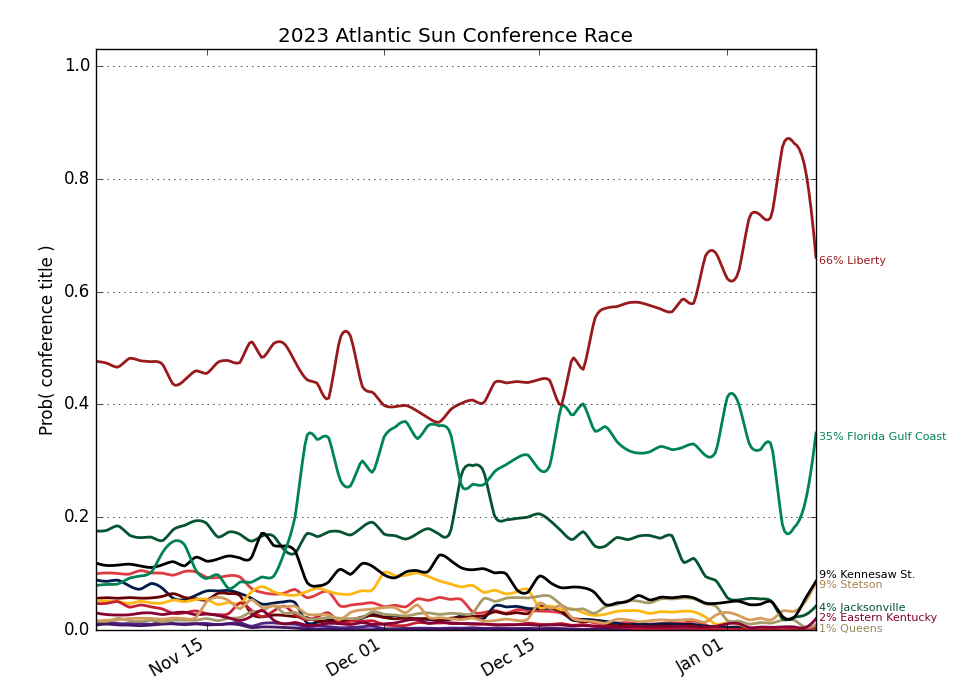 2023 Atlantic Sun Conference Race
Prob( conference title )
1.0
0.8
0.6
0.4
0.2
0.0
Nov 15
Dec 01
Dec 15
Jan 01
66% Liberty
35% Florida Gulf Coast
9% Kennesaw St.
9% Stetson
4% Jacksonville
2% Eastern Kentucky
1% Queens